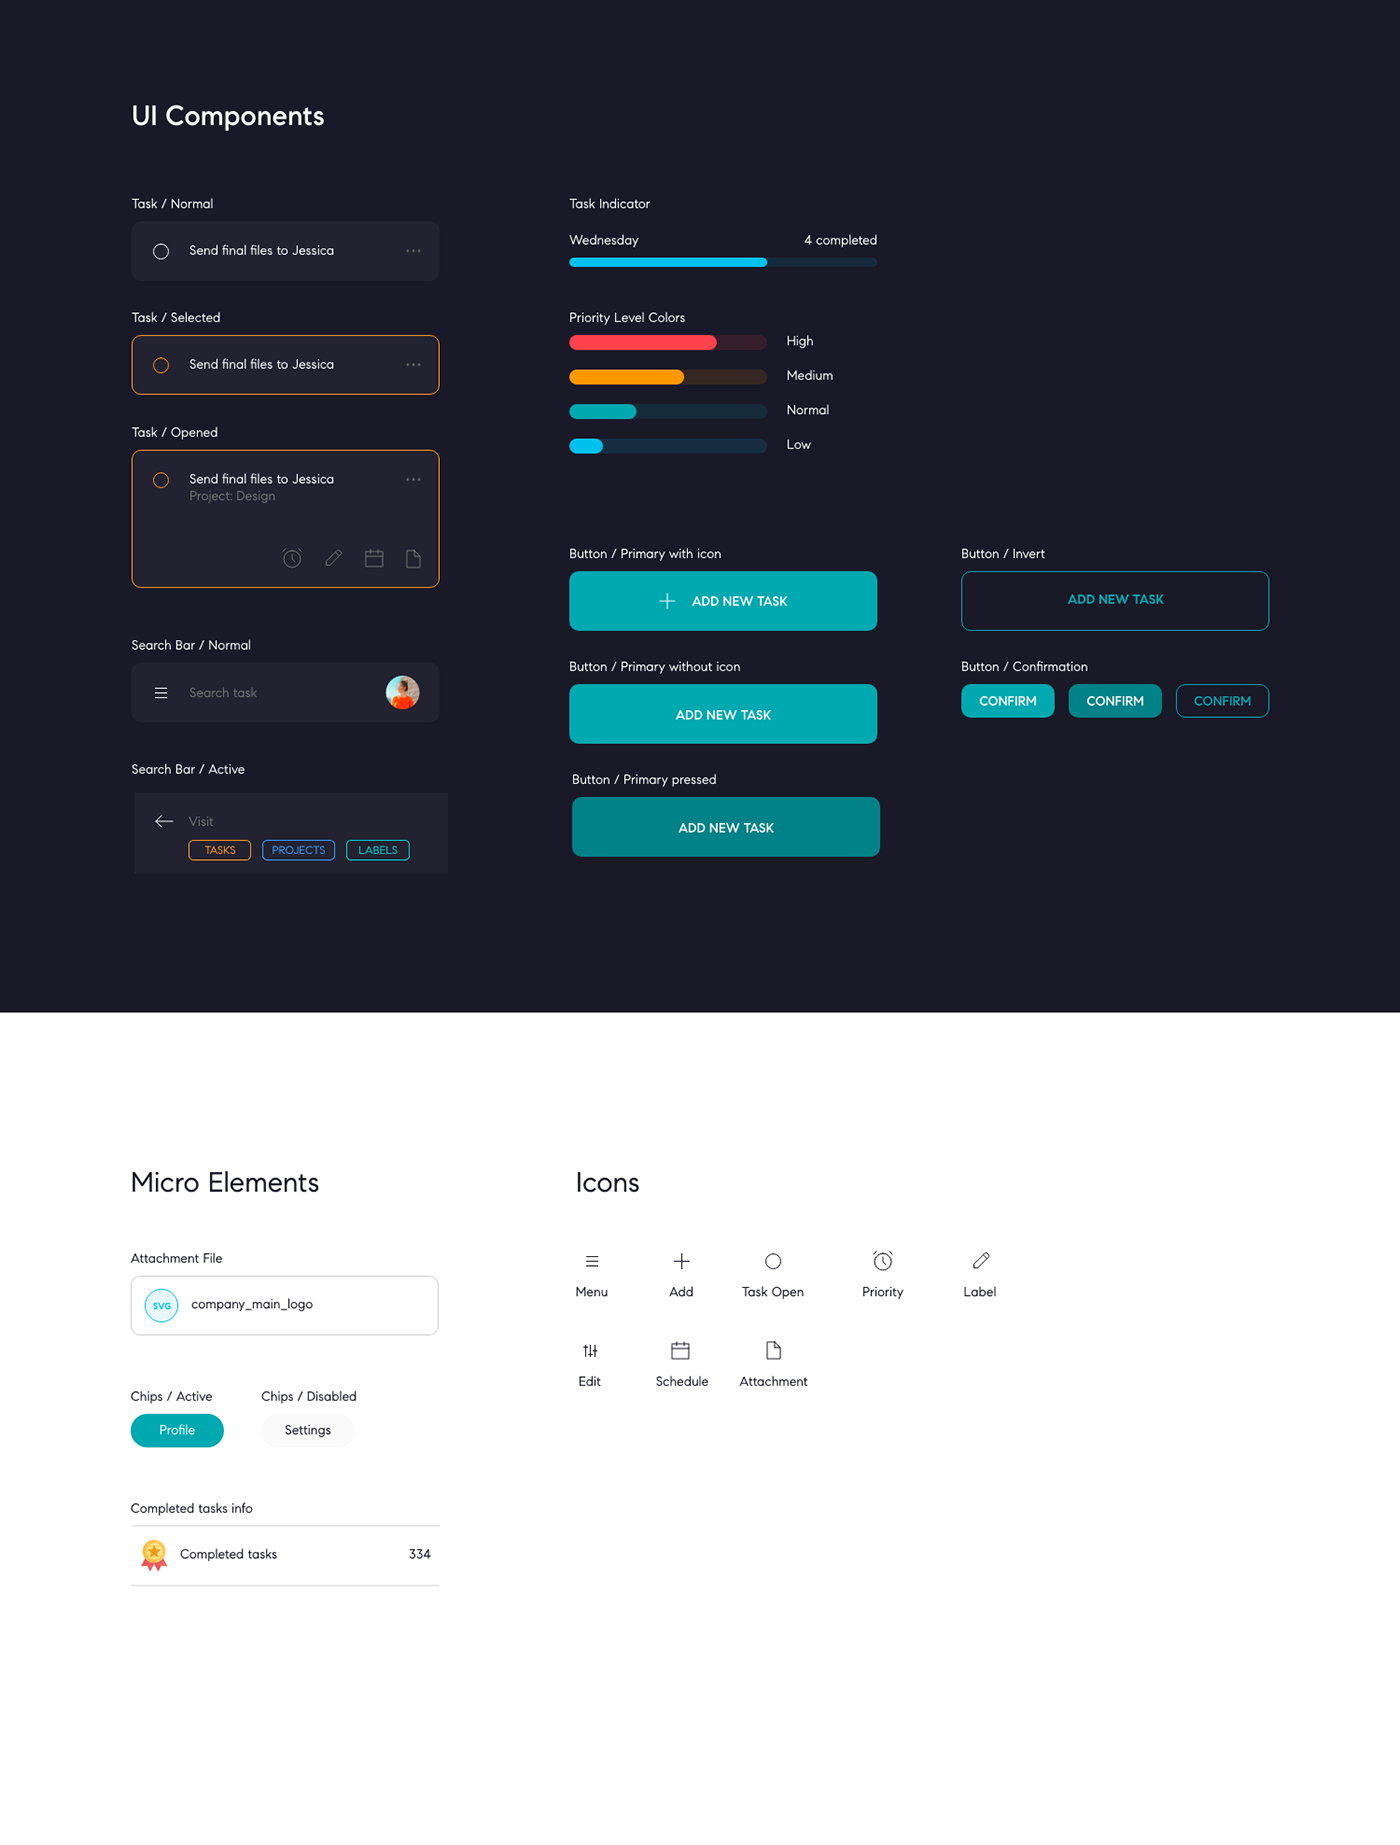 UI Components
Task / Normal
Send final files to Jessica
Task / Selected
Send final files to Jessica
Task / Opened
Send final files to Jessica
Project: Design
Search Bar / Normal
Search task
Search Bar / Active
Visit
TASKS PROJECTS LABELS
Task Indicator
Wednesday 4 completed
Priority Level Colors
High
Medium
Normal
Low
Button / Primary with icon
ADD NEW TASK
Button / Primary without icon
ADD NEW TASK
Button / Primary pressed
ADD NEW TASK
Button / Invert
ADD NEW TASK
Button / Confirmation
CONFIRM CONFIRM CONFIRM
Micro Elements
Attachment File
SVG company_main_logo
Chips / Active Chips / Disabled
Profile Settings
Completed tasks info
Completed tasks 334
Icons
Menu Add Task Open Priority Label
Edit Schedule Attachment